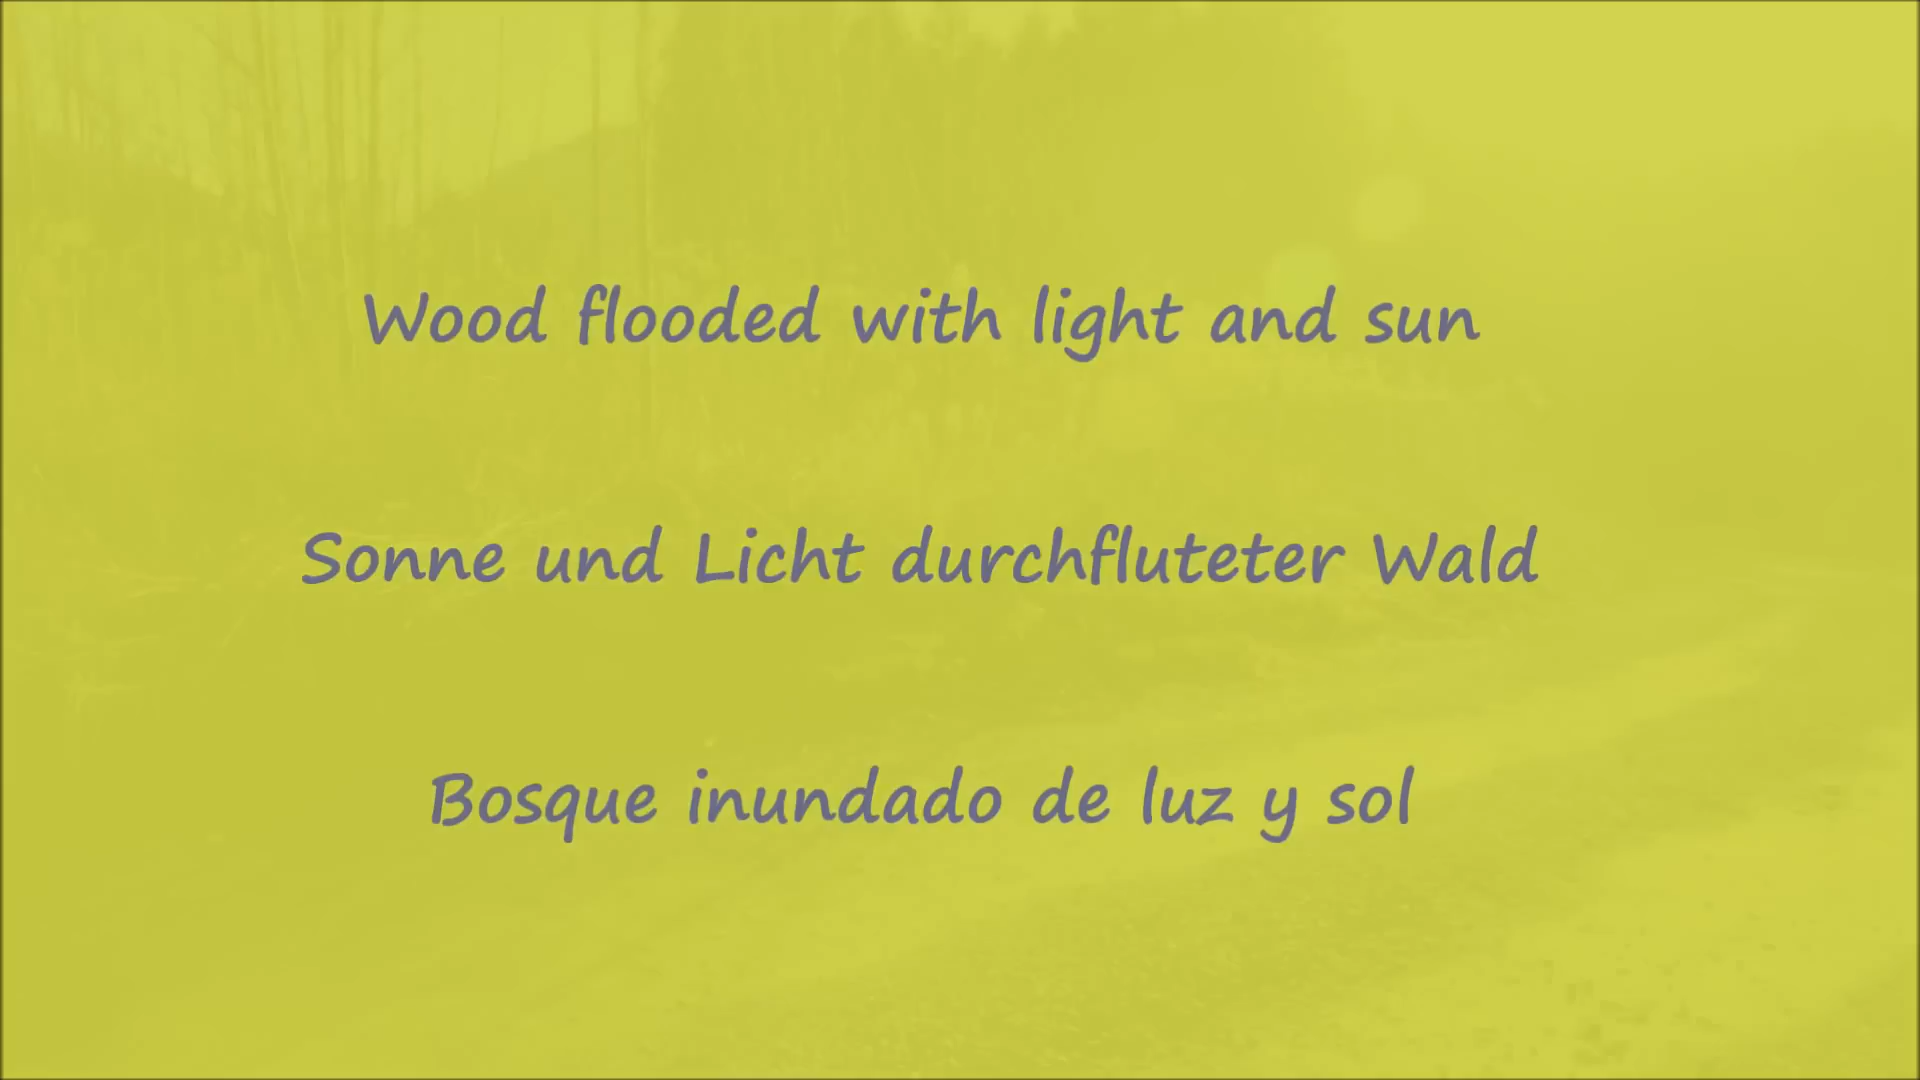 Wood flooded with light and sun
Sonne und Licht durchfluteter Wald
Bosque inundado de luz y sol